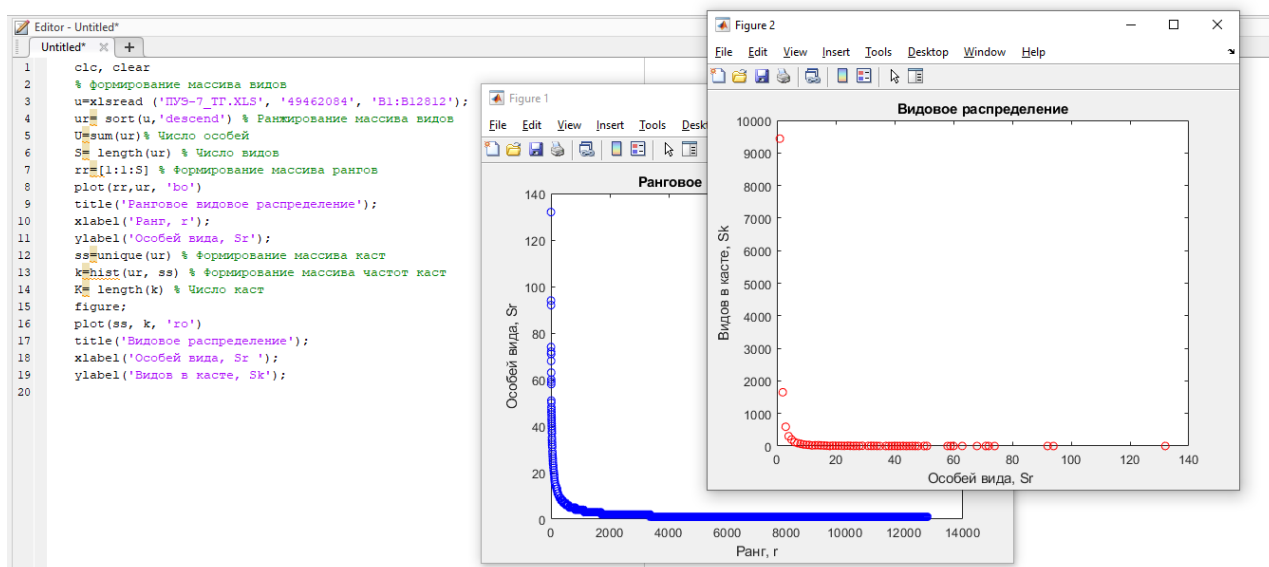 Editor - Untitled*
Untitled* × +
1 clc, clear
2 % формирование массива видов
3 u=xlsread ('ПУЭ-7_ТГ.XLS', '49462084', 'B1:B12812');
4 ur= sort(u,'descend') % Ранжирование массива видов
5 U=sum(ur)% Число особей
6 S= length(ur) % Число видов
7 rr=[1:1:S] % Формирование массива рангов
8 plot(rr,ur, 'bo')
9 title('Ранговое видовое распределение');
10 xlabel('Ранг, r');
11 ylabel('Особей вида, Sr');
12 ss=unique(ur) % Формирование массива каст
13 k=hist(ur, ss) % Формирование массива частот каст
14 K= length(k) % Число каст
15 figure;
16 plot(ss, k, 'ro')
17 title('Видовое распределение');
18 xlabel('Особей вида, Sr ');
19 ylabel('Видов в касте, Sk');
20
Figure 1
File Edit View Insert Tools Desk
Ранговое
140
120
100
80
60
40
20
0
Особей вида, Sr
0 2000 4000 6000 8000 10000 12000 14000
Ранг, r
Figure 2
File Edit View Insert Tools Desktop Window Help
Видовое распределение
10000
9000
8000
7000
6000
5000
4000
3000
2000
1000
0
Видов в касте, Sk
0 20 40 60 80 100 120 140
Особей вида, Sr